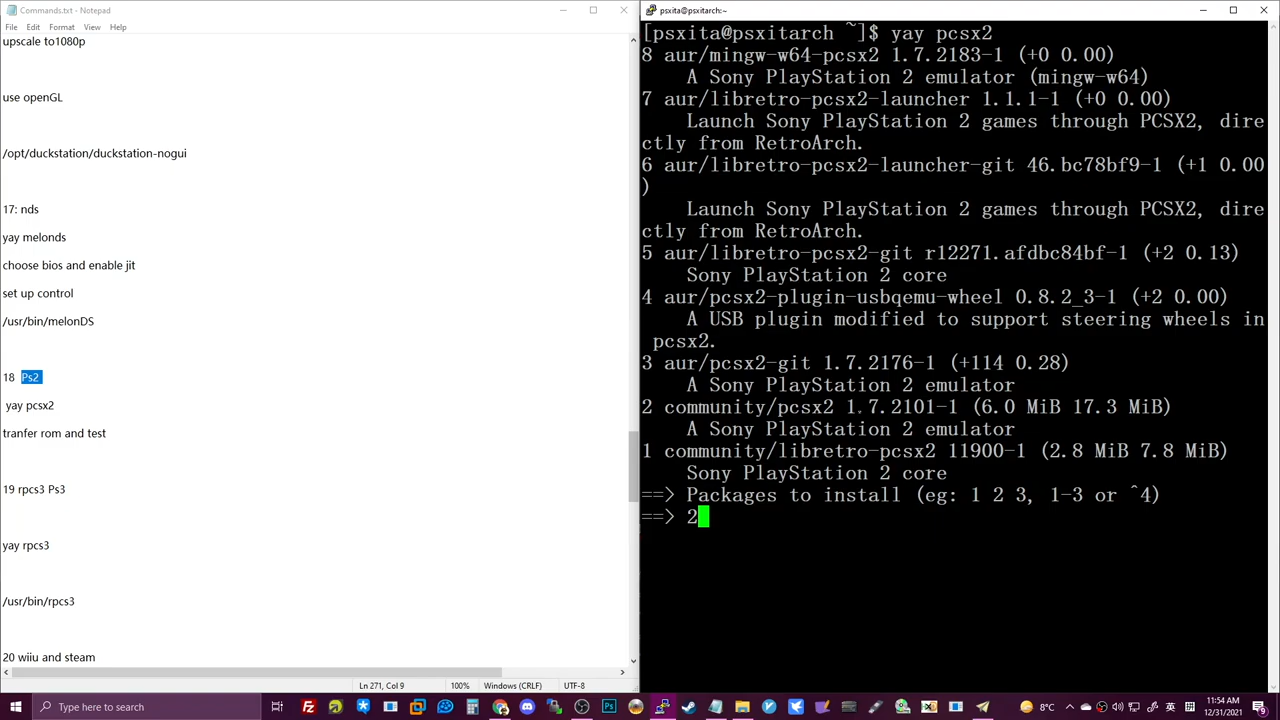 Commands.txt - Notepad
File Edit Format View Help
upscale to1080p
use openGL
/opt/duckstation/duckstation-nogui
17: nds
yay melonds
choose bios and enable jit
set up control
/usr/bin/melonDS
18 Ps2
yay pcsx2
tranfer rom and test
19 rpcs3 Ps3
yay rpcs3
/usr/bin/rpcs3
20 wiiu and steam
Ln 271, Col 9 100% Windows (CRLF) UTF-8
psxita@psxitarch:~
[psxita@psxitarch ~]$ yay pcsx2
8 aur/mingw-w64-pcsx2 1.7.2183-1 (+0 0.00)
A Sony PlayStation 2 emulator (mingw-w64)
7 aur/libretro-pcsx2-launcher 1.1.1-1 (+0 0.00)
Launch Sony PlayStation 2 games through PCSX2, dire
ctly from RetroArch.
6 aur/libretro-pcsx2-launcher-git 46.bc78bf9-1 (+1 0.00
)
Launch Sony PlayStation 2 games through PCSX2, dire
ctly from RetroArch.
5 aur/libretro-pcsx2-git r12271.afdbc84bf-1 (+2 0.13)
Sony PlayStation 2 core
4 aur/pcsx2-plugin-usbqemu-wheel 0.8.2_3-1 (+2 0.00)
A USB plugin modified to support steering wheels in
pcsx2.
3 aur/pcsx2-git 1.7.2176-1 (+114 0.28)
A Sony PlayStation 2 emulator
2 community/pcsx2 1.7.2101-1 (6.0 MiB 17.3 MiB)
A Sony PlayStation 2 emulator
1 community/libretro-pcsx2 11900-1 (2.8 MiB 7.8 MiB)
Sony PlayStation 2 core
==> Packages to install (eg: 1 2 3, 1-3 or ^4)
==> 2
Type here to search
Ps
8°C
英
11:54 AM
12/31/2021